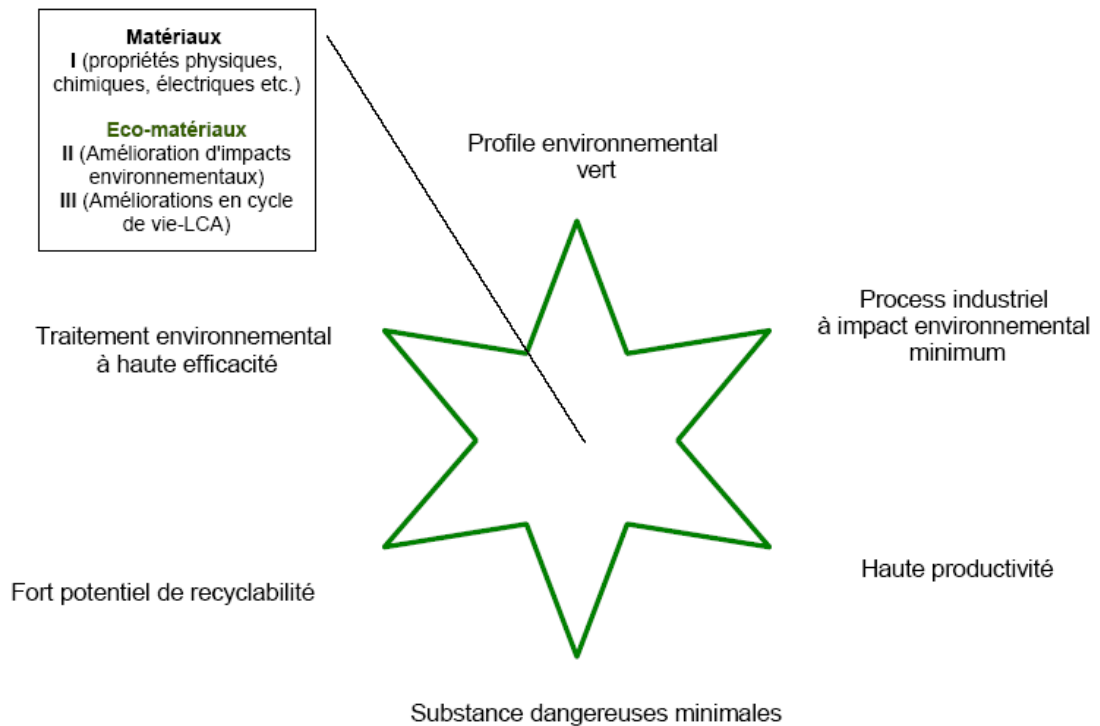 Matériaux
I (propriétés physiques,
chimiques, électriques etc.)
Eco-matériaux
II (Amélioration d'impacts
environnementaux)
III (Améliorations en cycle
de vie-LCA)
Profile environnemental
vert
Process industriel
à impact environnemental
minimum
Traitement environnemental
à haute efficacité
Haute productivité
Fort potentiel de recyclabilité
Substance dangereuses minimales